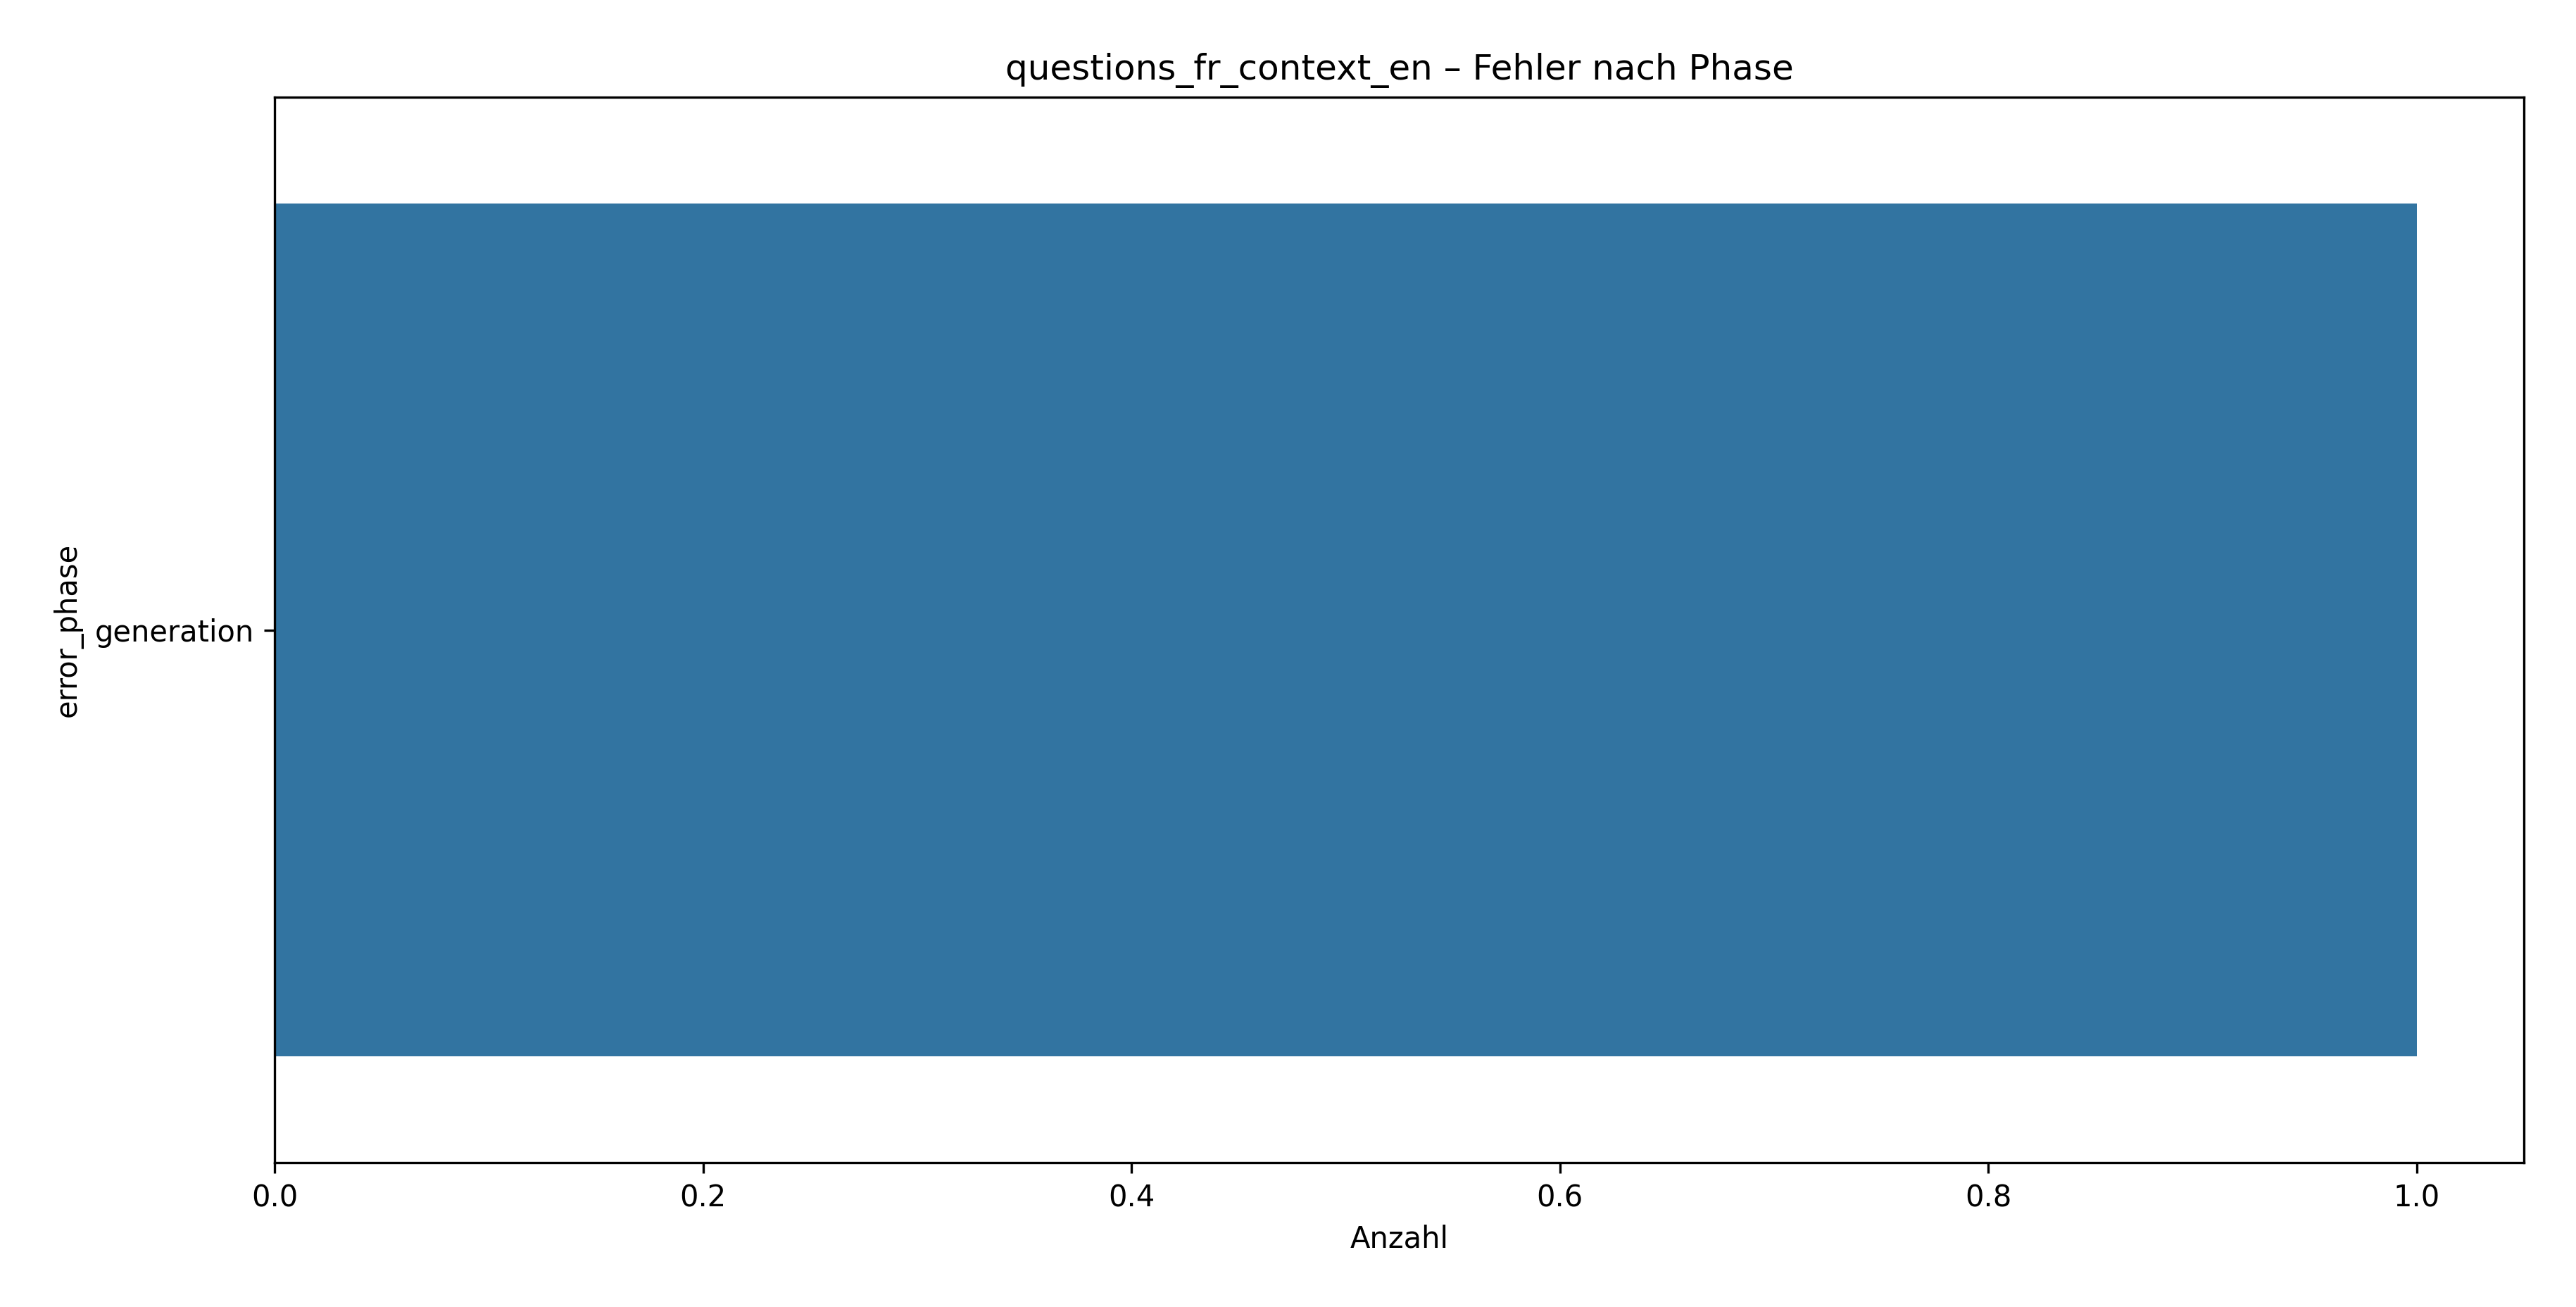 questions_fr_context_en – Fehler nach Phase
error_phase
generation
0.0 0.2 0.4 0.6 0.8 1.0
Anzahl